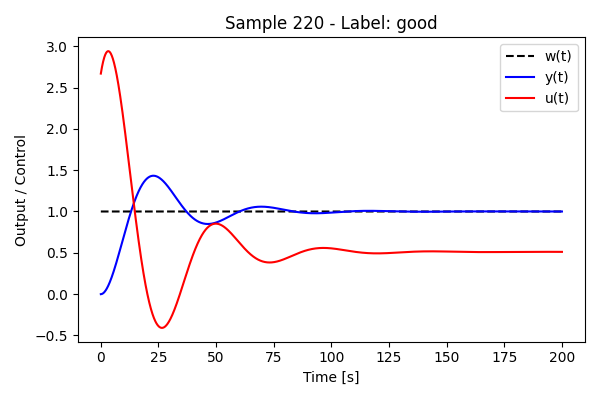 Sample 220 - Label: good
w(t)
y(t)
u(t)
Output / Control
3.0
2.5
2.0
1.5
1.0
0.5
0.0
−0.5
0 25 50 75 100 125 150 175 200
Time [s]